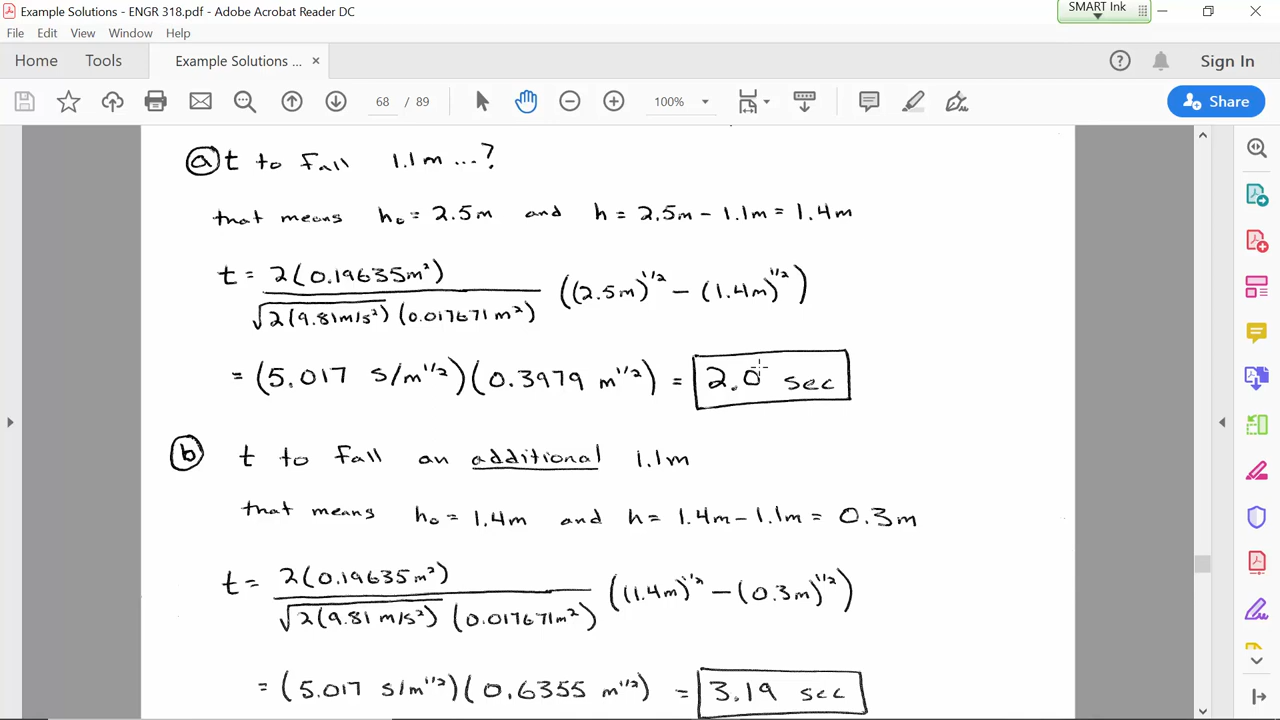 Example Solutions - ENGR 318.pdf - Adobe Acrobat Reader DC
SMART Ink
File Edit View Window Help
Home Tools Example Solutions ... × Sign In
68 / 89 100% Share
ⓐ t to fall 1.1m ...?
that means h₀ = 2.5m and h = 2.5m - 1.1m = 1.4m
t = 2(0.19635m²) / √2(9.81m/s²) (0.017671m²) ((2.5m)^1/2 - (1.4m)^1/2)
= (5.017 s/m^1/2)(0.3979 m^1/2) = 2.0 sec
ⓑ t to fall an additional 1.1m
that means h₀ = 1.4m and h = 1.4m - 1.1m = 0.3m
t = 2(0.19635m²) / √2(9.81m/s²) (0.017671m²) ((1.4m)^1/2 - (0.3m)^1/2)
= (5.017 s/m^1/2)(0.6355 m^1/2) = 3.19 sec